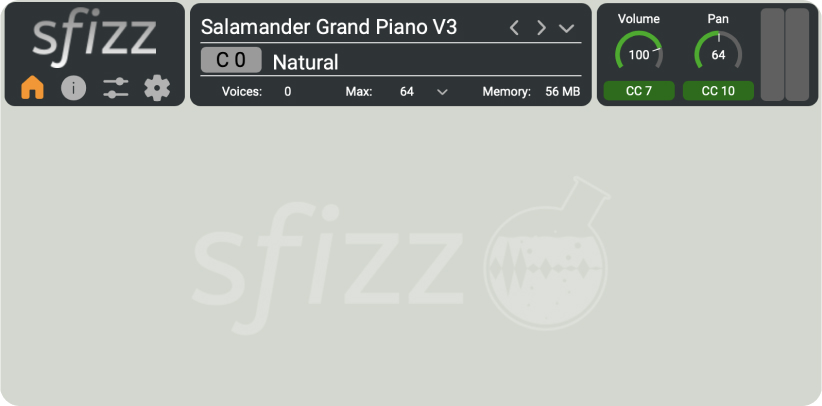 sfizz
Salamander Grand Piano V3
C 0 Natural
Voices: 0 Max: 64 Memory: 56 MB
Volume Pan
100 64
CC 7 CC 10
sfizz